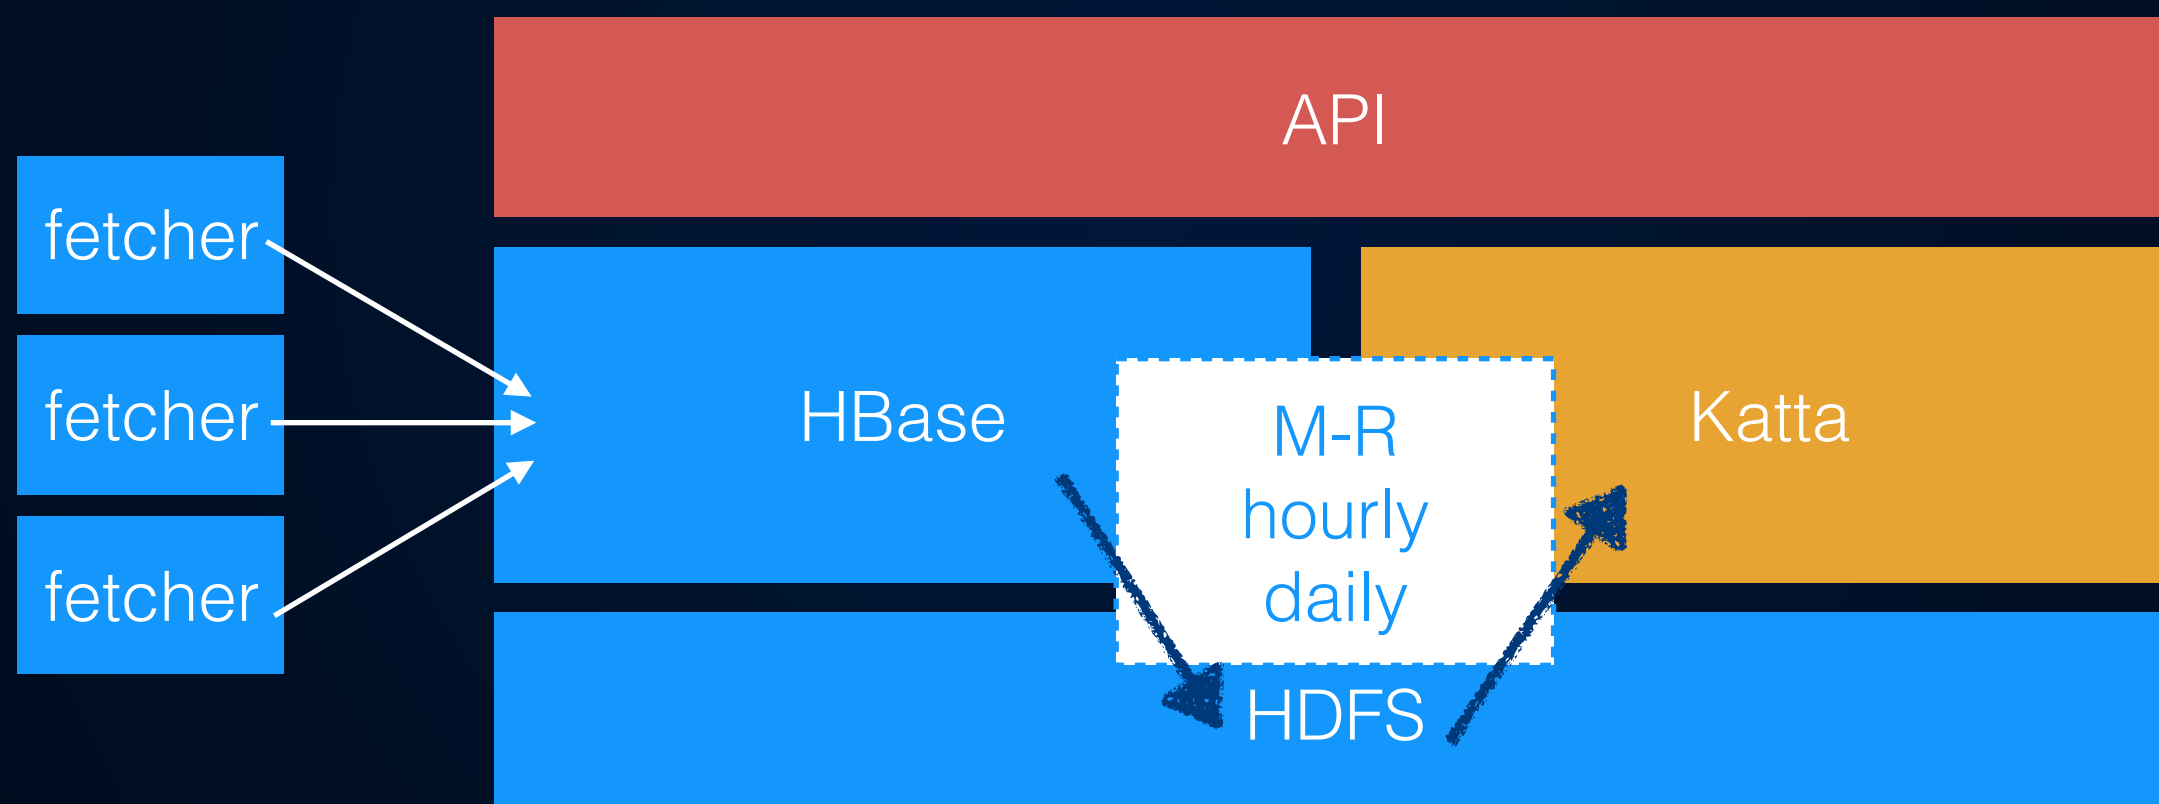 API
fetcher
fetcher
fetcher
HBase
M-R
hourly
daily
Katta
HDFS